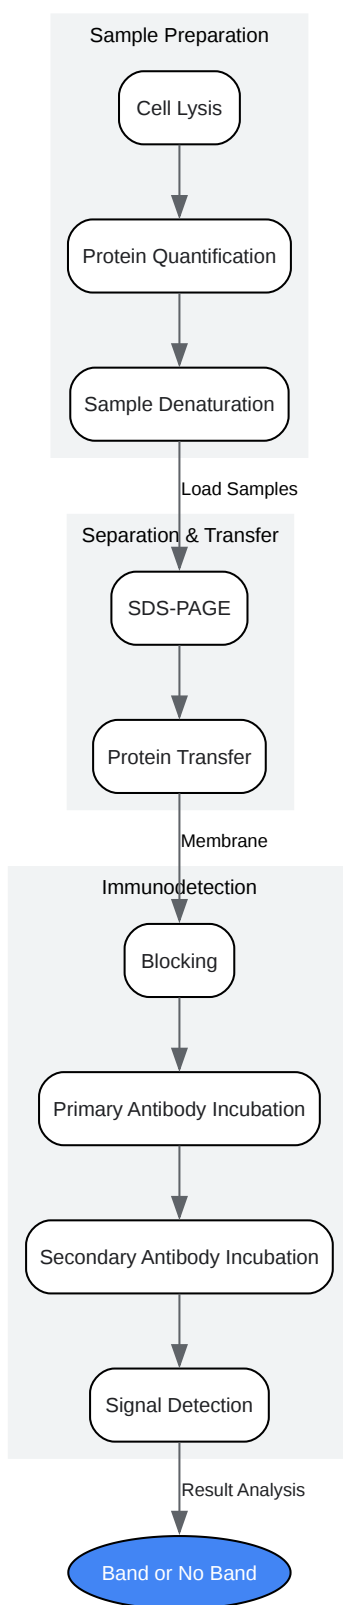 Sample Preparation
Cell Lysis
Protein Quantification
Sample Denaturation
Load Samples
Separation & Transfer
SDS-PAGE
Protein Transfer
Membrane
Immunodetection
Blocking
Primary Antibody Incubation
Secondary Antibody Incubation
Signal Detection
Result Analysis
Band or No Band